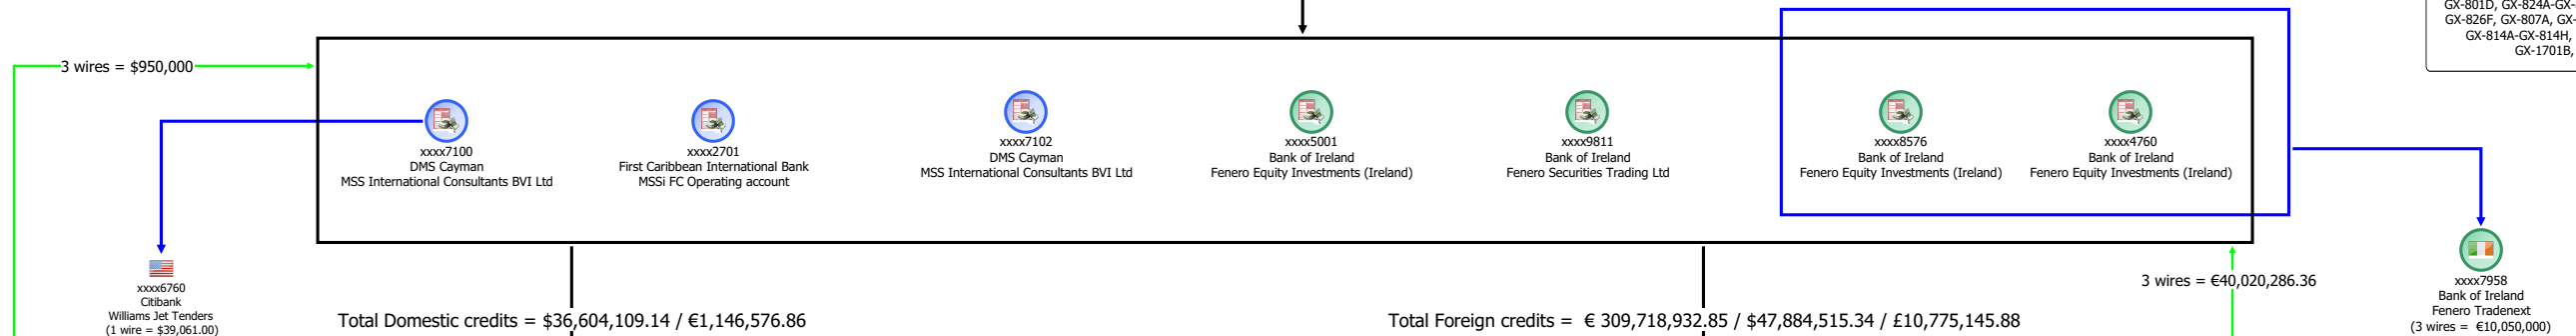 GX-801D, GX-824A-GX-
GX-826F, GX-807A, GX-
GX-814A-GX-814H,
GX-1701B,
3 wires = $950,000
xxxx7100
DMS Cayman
MSS International Consultants BVI Ltd
xxxx2701
First Caribbean International Bank
MSSi FC Operating account
xxxx7102
DMS Cayman
MSS International Consultants BVI Ltd
xxxx5001
Bank of Ireland
Fenero Equity Investments (Ireland)
xxxx9811
Bank of Ireland
Fenero Securities Trading Ltd
xxxx8576
Bank of Ireland
Fenero Equity Investments (Ireland)
xxxx4760
Bank of Ireland
Fenero Equity Investments (Ireland)
xxxx6760
Citibank
Williams Jet Tenders
(1 wire = $39,061.00)
Total Domestic credits = $36,604,109.14 / €1,146,576.86
Total Foreign credits = € 309,718,932.85 / $47,884,515.34 / £10,775,145.88
3 wires = €40,020,286.36
xxxx7958
Bank of Ireland
Fenero Tradenext
(3 wires = €10,050,000)